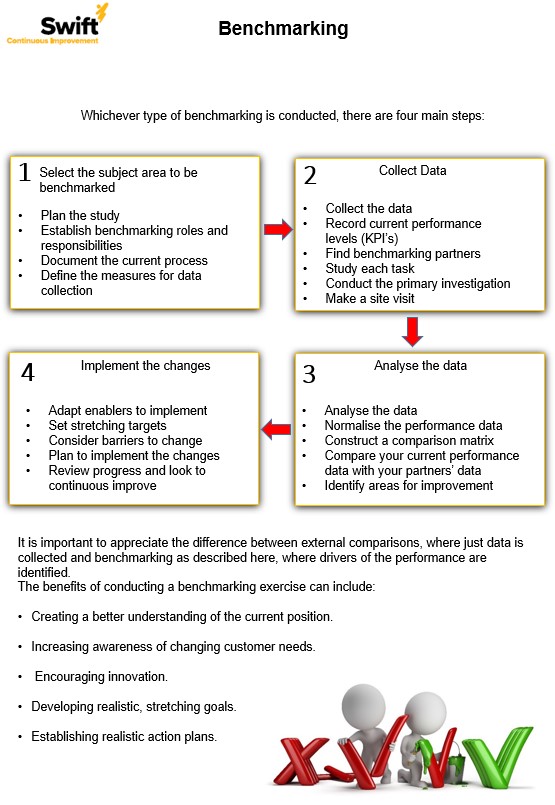 Swift
Continuous Improvement
Benchmarking
Whichever type of benchmarking is conducted, there are four main steps:
1 Select the subject area to be
benchmarked
• Plan the study
• Establish benchmarking roles and
responsibilities
• Document the current process
• Define the measures for data
collection
2 Collect Data
• Collect the data
• Record current performance
levels (KPI's)
• Find benchmarking partners
• Study each task
• Conduct the primary investigation
• Make a site visit
3 Analyse the data
• Analyse the data
• Normalise the performance data
• Construct a comparison matrix
• Compare your current performance
data with your partners' data
• Identify areas for improvement
4 Implement the changes
• Adapt enablers to implement
• Set stretching targets
• Consider barriers to change
• Plan to implement the changes
• Review progress and look to
continuous improve
It is important to appreciate the difference between external comparisons, where just data is
collected and benchmarking as described here, where drivers of the performance are
identified.
The benefits of conducting a benchmarking exercise can include:
• Creating a better understanding of the current position.
• Increasing awareness of changing customer needs.
• Encouraging innovation.
• Developing realistic, stretching goals.
• Establishing realistic action plans.